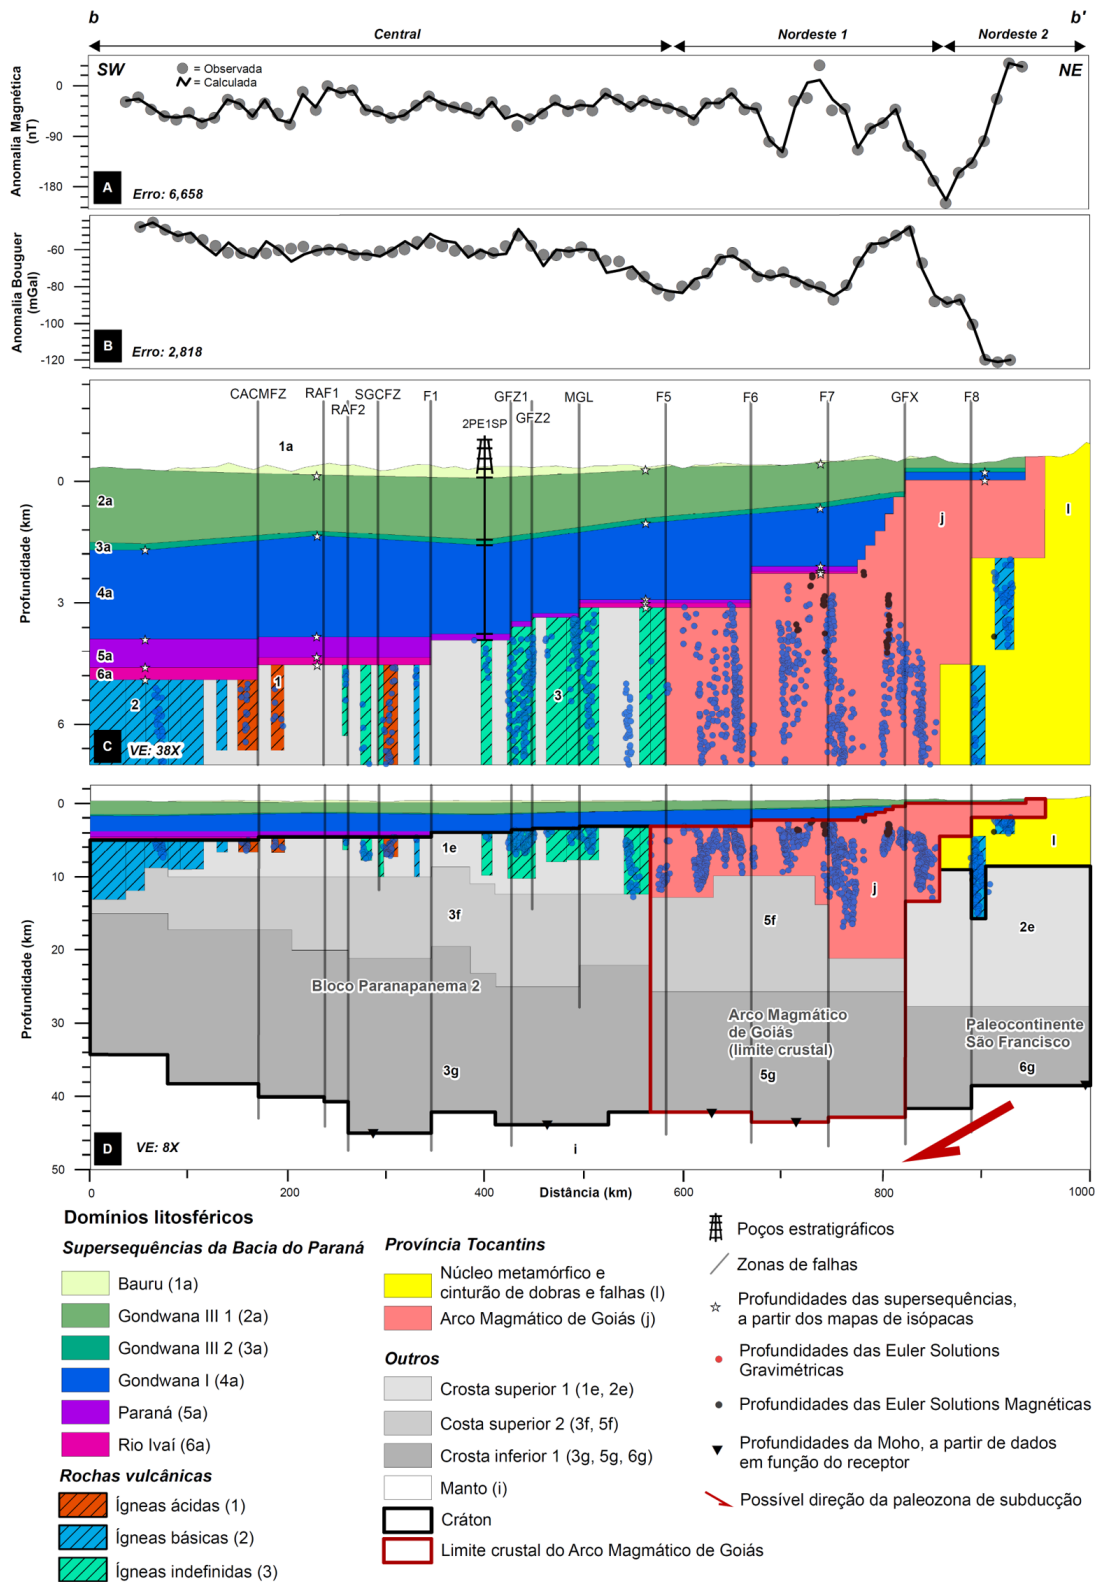 b
b'
Central
Nordeste 1
Nordeste 2
SW
NE
= Observada
= Calculada
Anomalia Magnética
(nT)
0
-90
-180
A
Erro: 6,658
Anomalia Bouguer
(mGal)
-60
-80
-100
-120
B
Erro: 2,818
CACMFZ
RAF1
RAF2
SGCFZ
F1
2PE1SP
GFZ1
GFZ2
MGL
F5
F6
F7
GFX
F8
1a
Profundidade (km)
0
3
6
2a
3a
4a
5a
6a
2
1
3
j
l
C
VE: 38X
Profundidade (km)
0
10
20
30
40
50
1e
3f
Bloco Paranapanema 2
3g
5f
j
Arco Magmático
de Goiás
(limite crustal)
5g
l
2e
Paleocontinente
São Francisco
6g
D
VE: 8X
i
0
200
400
Distância (km)
600
800
1000
Domínios litosféricos
Supersequências da Bacia do Paraná
Bauru (1a)
Gondwana III 1 (2a)
Gondwana III 2 (3a)
Gondwana I (4a)
Paraná (5a)
Rio Ivaí (6a)
Rochas vulcânicas
Ígneas ácidas (1)
Ígneas básicas (2)
Ígneas indefinidas (3)
Província Tocantins
Núcleo metamórfico e
cinturão de dobras e falhas (l)
Arco Magmático de Goiás (j)
Outros
Crosta superior 1 (1e, 2e)
Costa superior 2 (3f, 5f)
Crosta inferior 1 (3g, 5g, 6g)
Manto (i)
Cráton
Limite crustal do Arco Magmático de Goiás
Poços estratigráficos
Zonas de falhas
Profundidades das supersequências,
a partir dos mapas de isópacas
Profundidades das Euler Solutions
Gravimétricas
Profundidades das Euler Solutions Magnéticas
Profundidades da Moho, a partir de dados
em função do receptor
Possível direção da paleozona de subducção